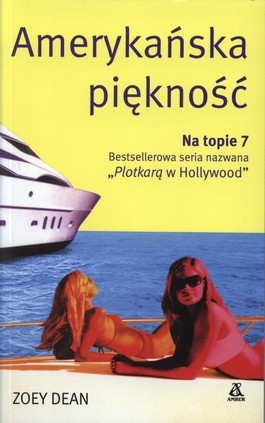 Amerykańska
piękność
Na topie 7
Bestsellerowa seria nazwana
„Plotkarą w Hollywood”
ZOEY DEAN
AMBER